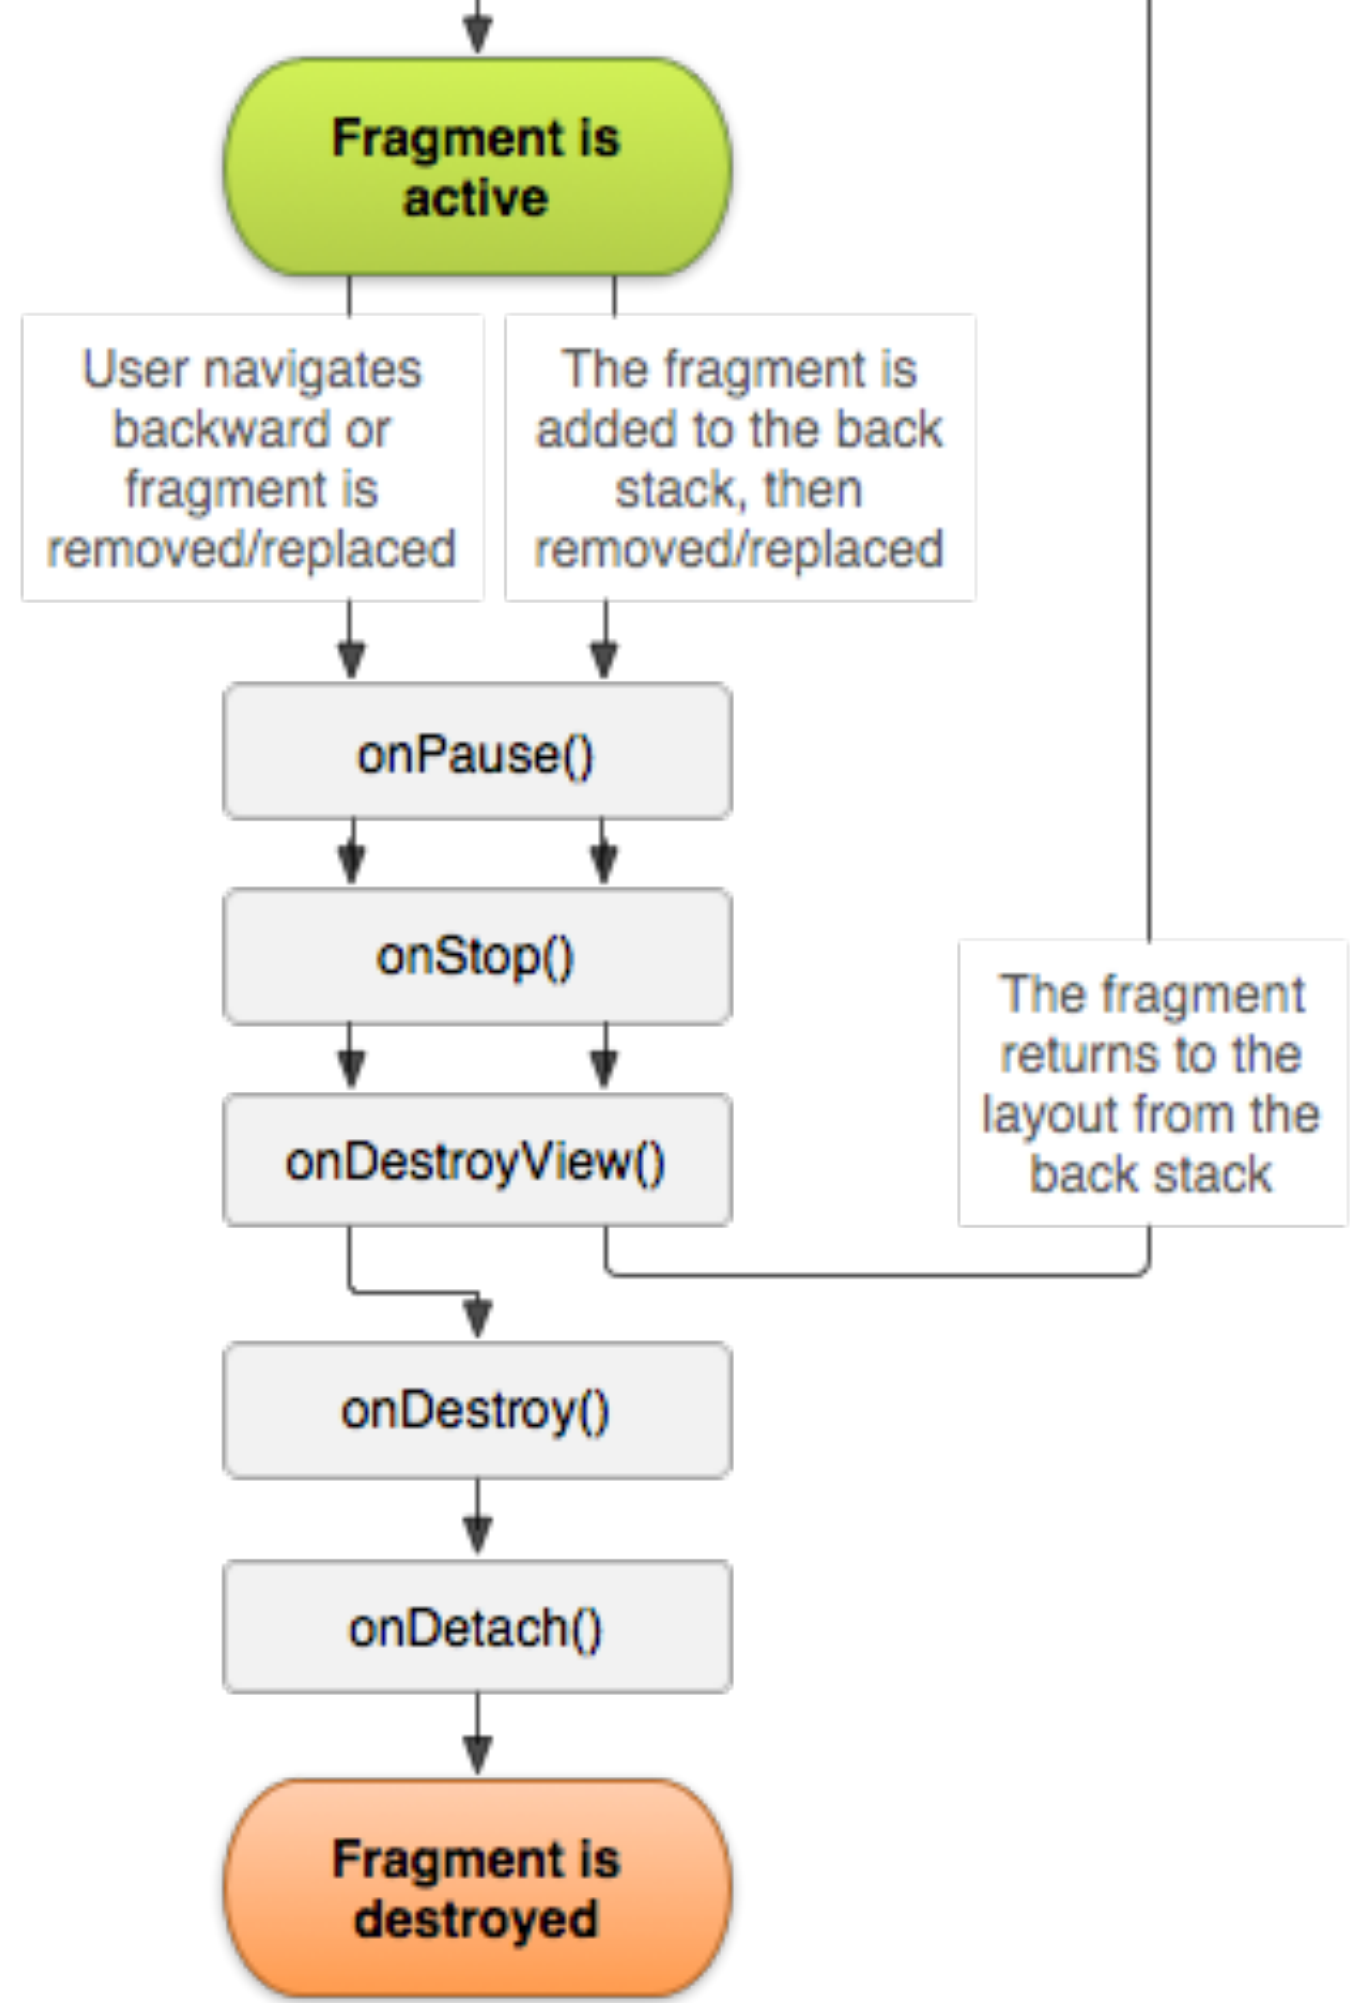 Fragment is
active
User navigates
backward or
fragment is
removed/replaced
The fragment is
added to the back
stack, then
removed/replaced
onPause()
onStop()
The fragment
returns to the
layout from the
back stack
onDestroyView()
onDestroy()
onDetach()
Fragment is
destroyed